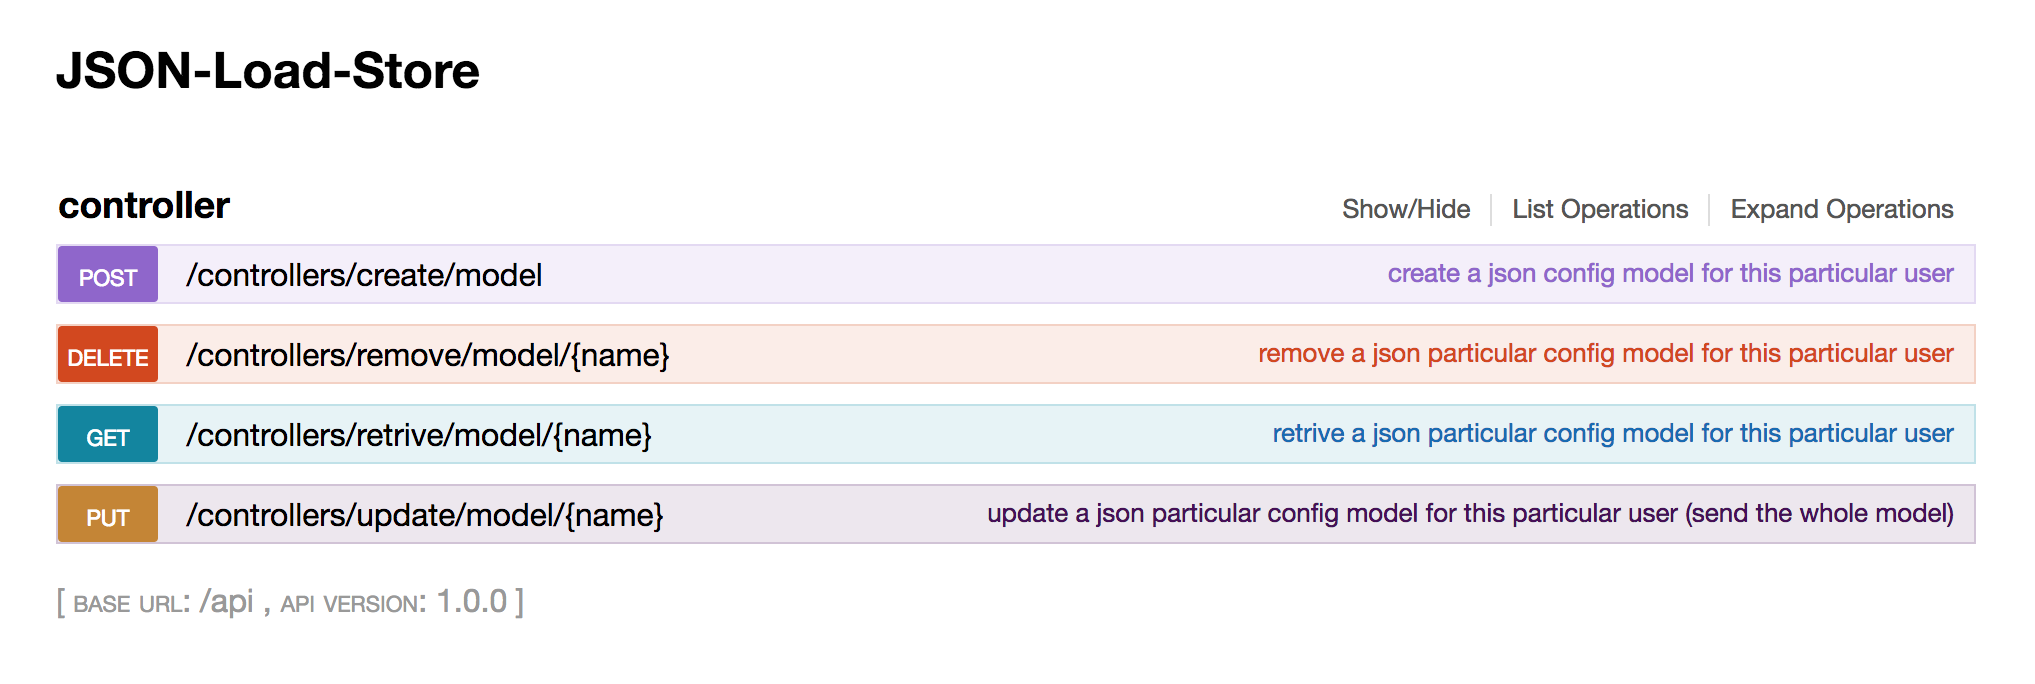 JSON-Load-Store
controller
Show/Hide
List Operations
Expand Operations
POST
/controllers/create/model
create a json config model for this particular user
DELETE
/controllers/remove/model/{name}
remove a json particular config model for this particular user
GET
/controllers/retrive/model/{name}
retrive a json particular config model for this particular user
PUT
/controllers/update/model/{name}
update a json particular config model for this particular user (send the whole model)
[ BASE URL: /api , API VERSION: 1.0.0 ]